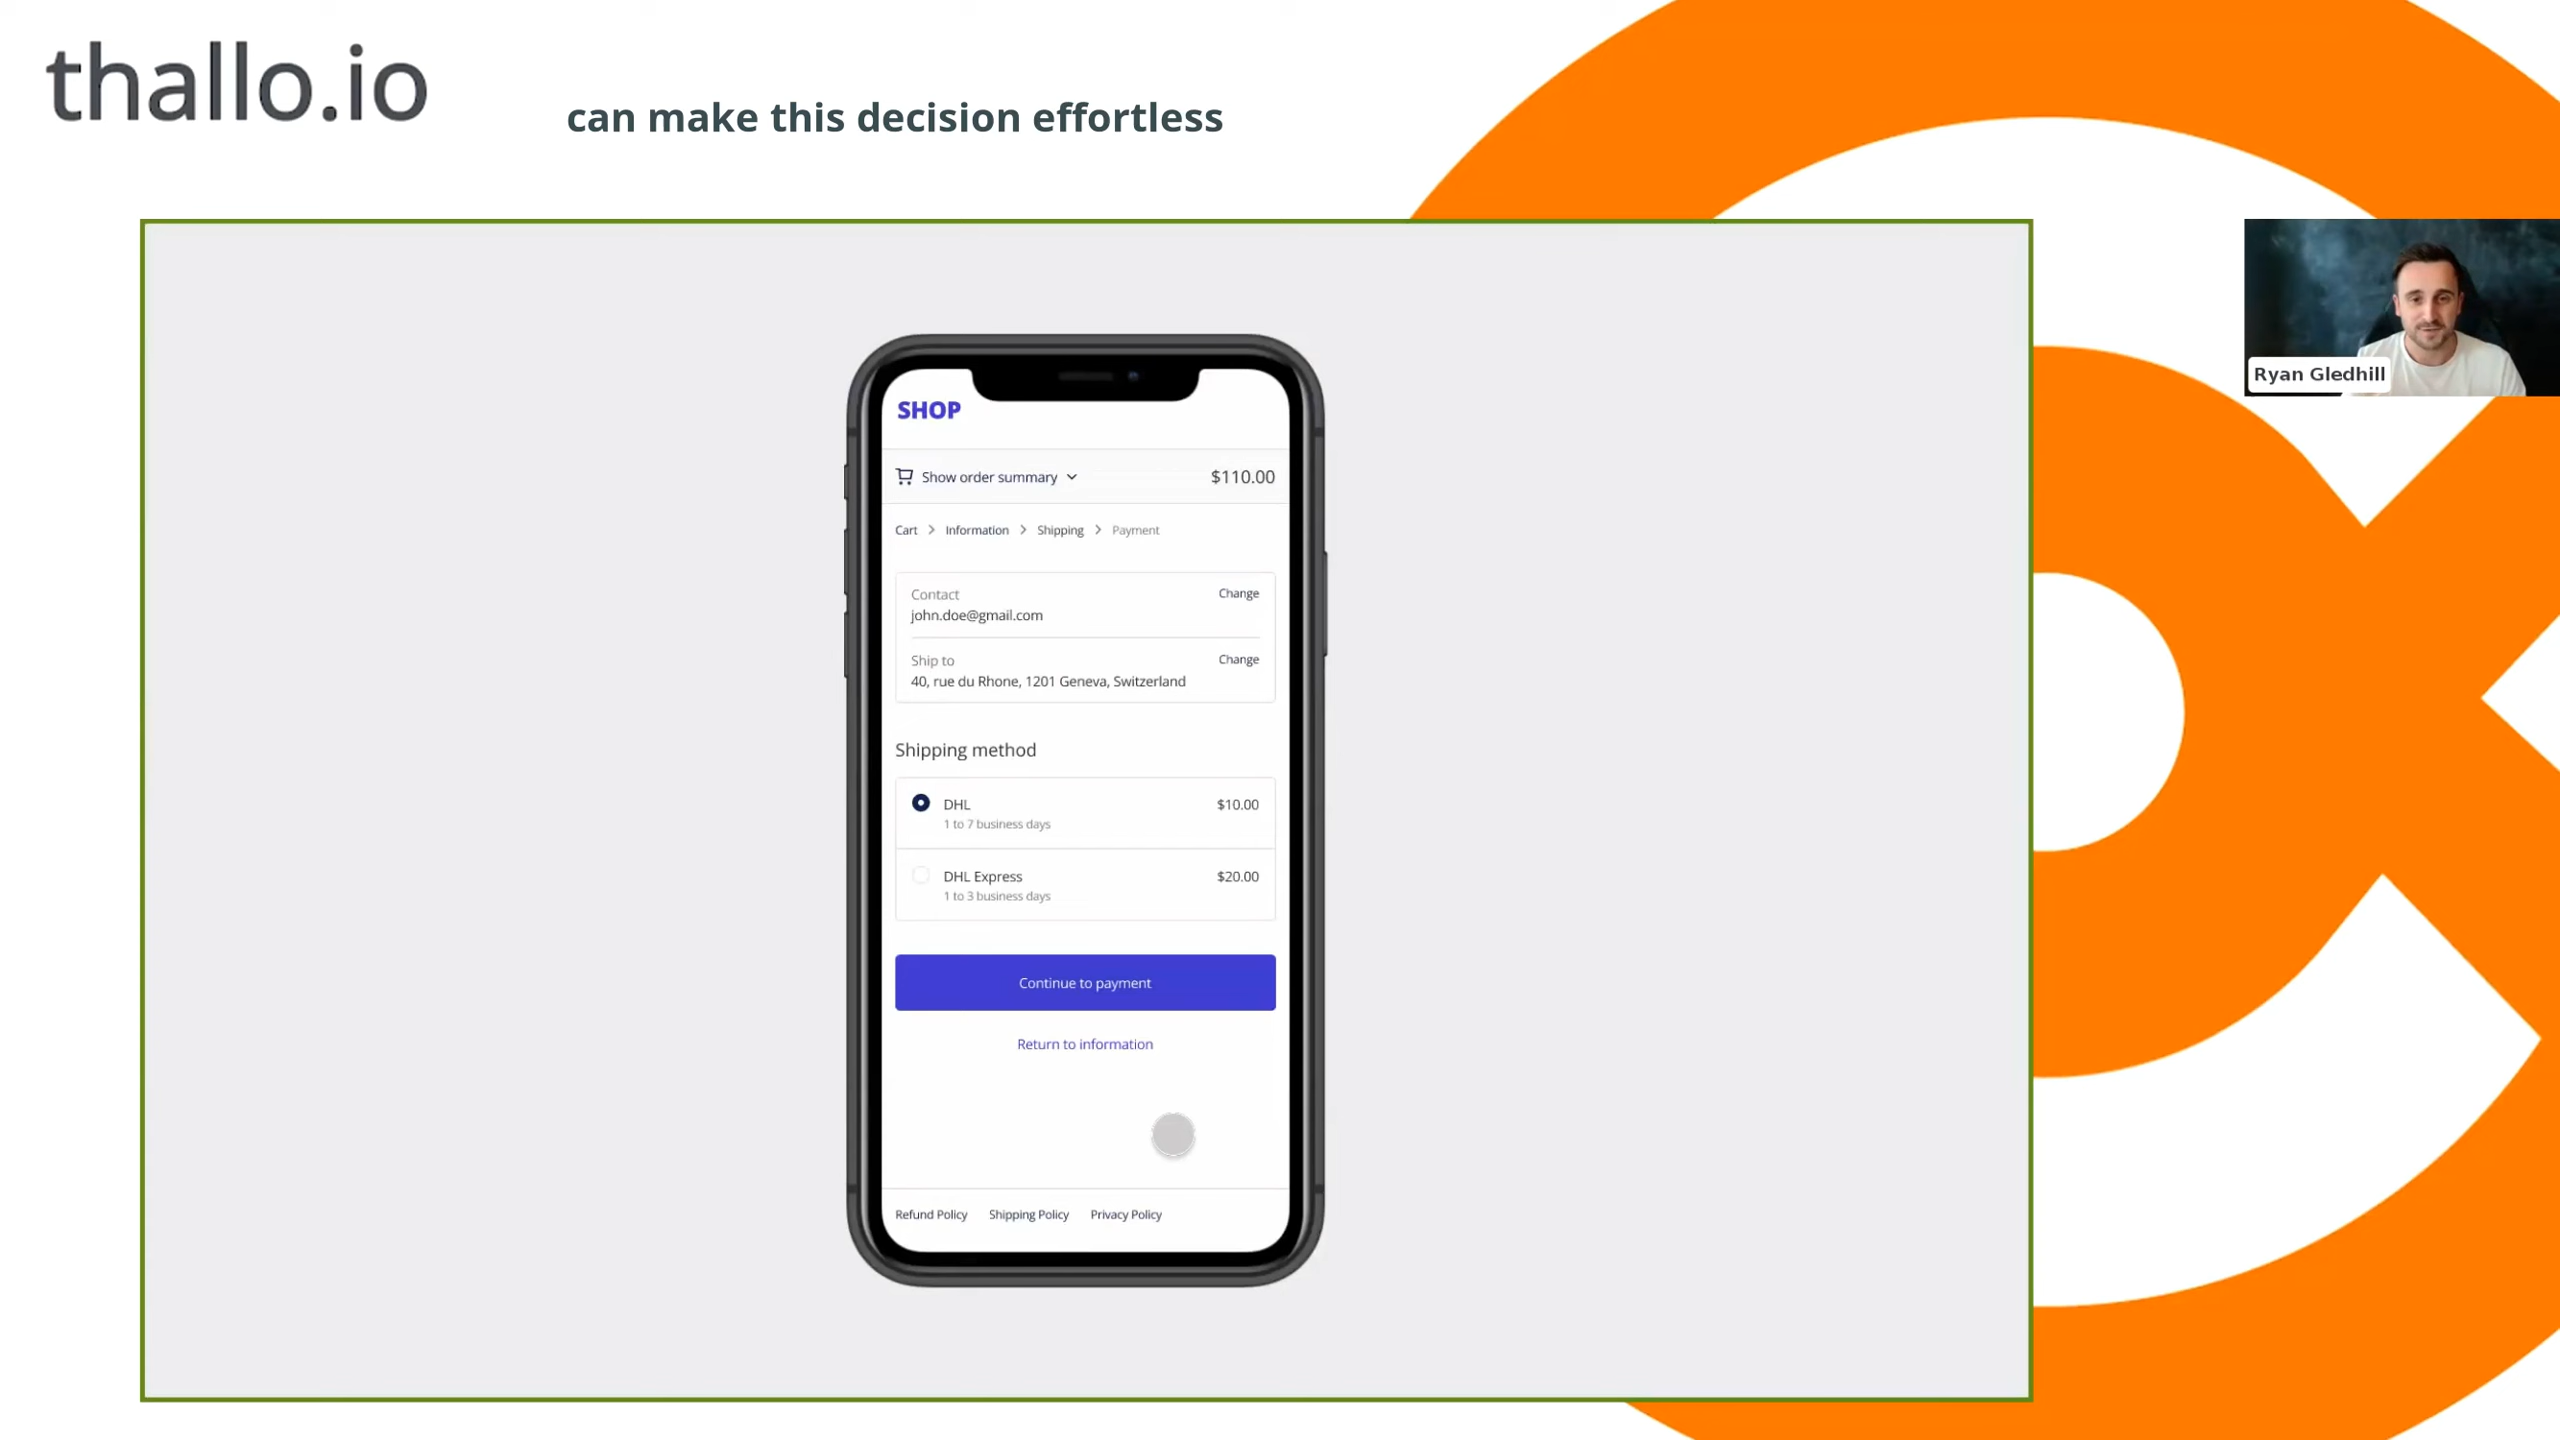 thallo.io
can make this decision effortless
Ryan Gledhill
SHOP
Show order summary $110.00
Cart > Information > Shipping > Payment
Contact Change
john.doe@gmail.com
Ship to Change
40, rue du Rhone, 1201 Geneva, Switzerland
Shipping method
DHL $10.00
1 to 7 business days
DHL Express $20.00
1 to 3 business days
Continue to payment
Return to information
Refund Policy Shipping Policy Privacy Policy